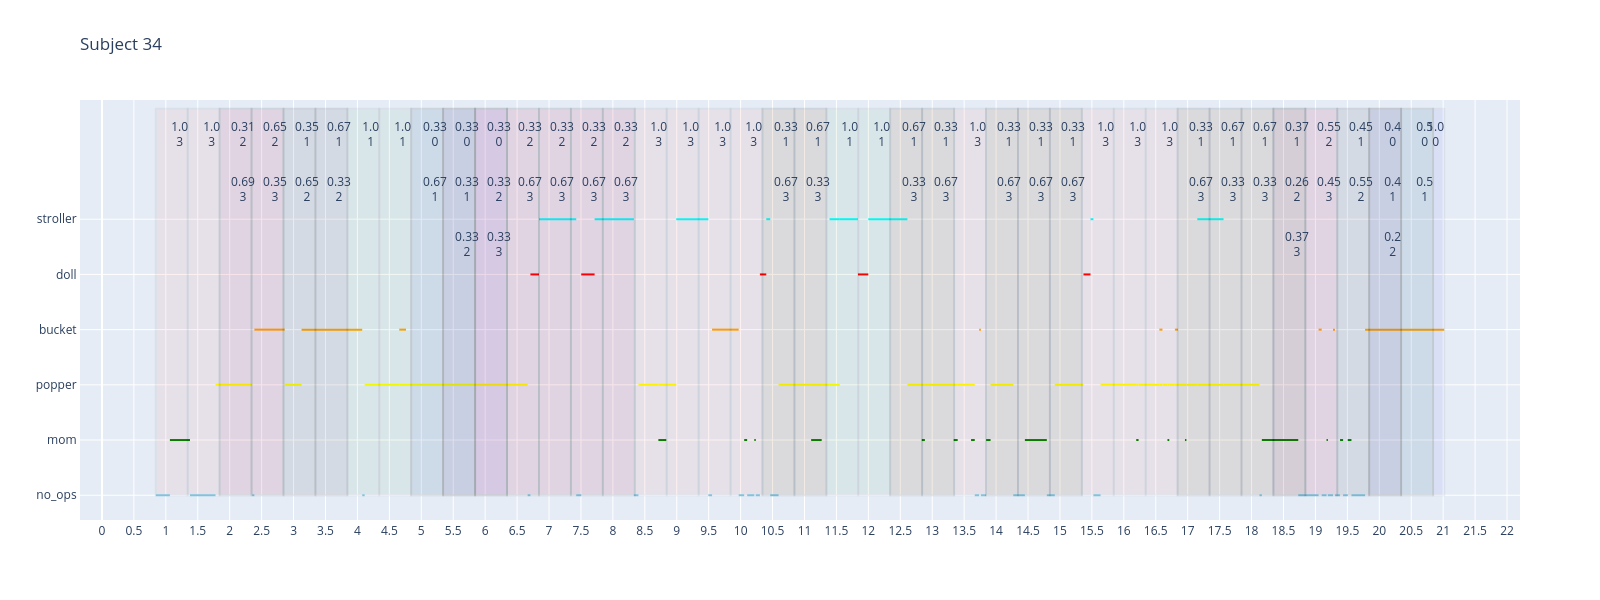 Subject 34
1.0 1.0 0.31 0.65 0.35 0.67 1.0 1.0 0.33 0.33 0.33 0.33 0.33 0.33 0.33 1.0 1.0 1.0 1.0 0.33 0.67 1.0 1.0 0.67 0.33 1.0 0.33 0.33 0.33 1.0 1.0 1.0 0.33 0.67 0.67 0.37 0.55 0.45 0.4 0.5 1.0
3 3 2 2 1 1 1 1 0 0 0 2 2 2 2 3 3 3 3 1 1 1 1 1 1 3 1 1 1 3 3 3 1 1 1 1 2 1 0 0 0
0.69 0.35 0.65 0.33 0.67 0.33 0.33 0.67 0.67 0.67 0.67 0.67 0.33 0.33 0.67 0.67 0.67 0.67 0.67 0.33 0.33 0.26 0.45 0.55 0.4 0.5
3 3 2 2 1 1 2 3 3 3 3 3 3 3 3 3 3 3 3 3 3 2 3 2 1 1
stroller
0.33 0.33 0.37 0.2
2 3 3 2
doll
bucket
popper
mom
no_ops
0 0.5 1 1.5 2 2.5 3 3.5 4 4.5 5 5.5 6 6.5 7 7.5 8 8.5 9 9.5 10 10.5 11 11.5 12 12.5 13 13.5 14 14.5 15 15.5 16 16.5 17 17.5 18 18.5 19 19.5 20 20.5 21 21.5 22